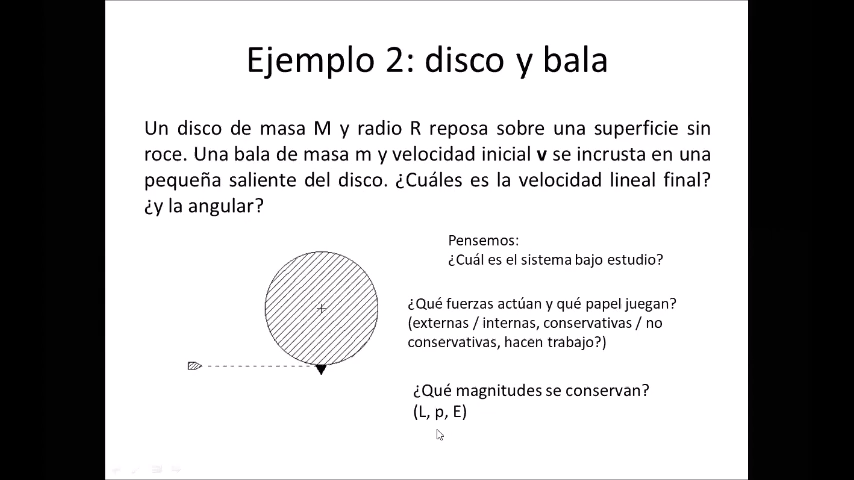 Ejemplo 2: disco y bala
Un disco de masa M y radio R reposa sobre una superficie sin
roce. Una bala de masa m y velocidad inicial v se incrusta en una
pequeña saliente del disco. ¿Cuáles es la velocidad lineal final?
¿y la angular?
Pensemos:
¿Cuál es el sistema bajo estudio?
¿Qué fuerzas actúan y qué papel juegan?
(externas / internas, conservativas / no
conservativas, hacen trabajo?)
¿Qué magnitudes se conservan?
(L, p, E)